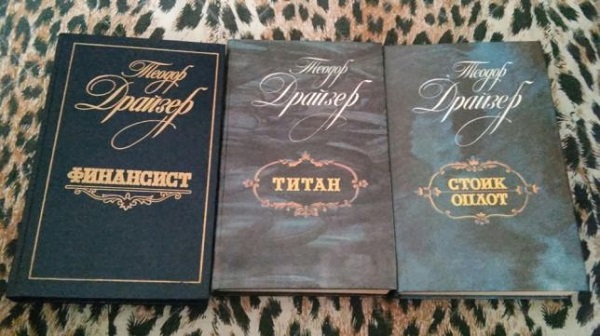 Теодор
Драйзер
ФИНАНСИСТ
Теодор
Драйзер
ТИТАН
Теодор
Драйзер
СТОИК
ОПЛОТ